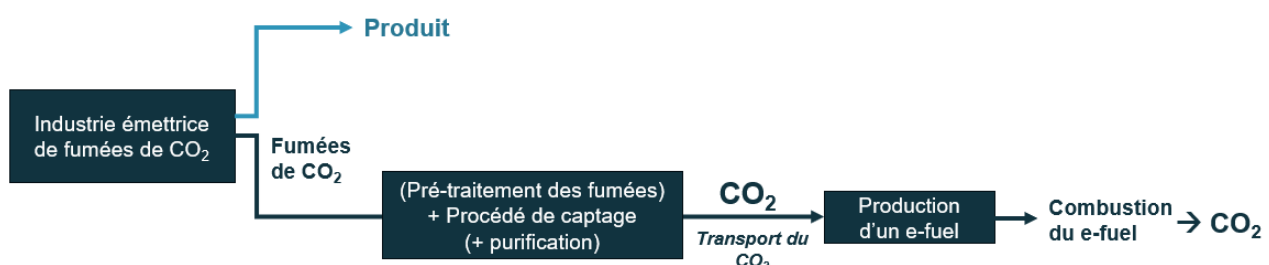 Produit
Industrie émettrice
de fumées de CO₂
Fumées
de CO₂
(Pré-traitement des fumées)
+ Procédé de captage
(+ purification)
CO₂
Transport du
CO₂
Production
d'un e-fuel
Combustion
du e-fuel
→ CO₂